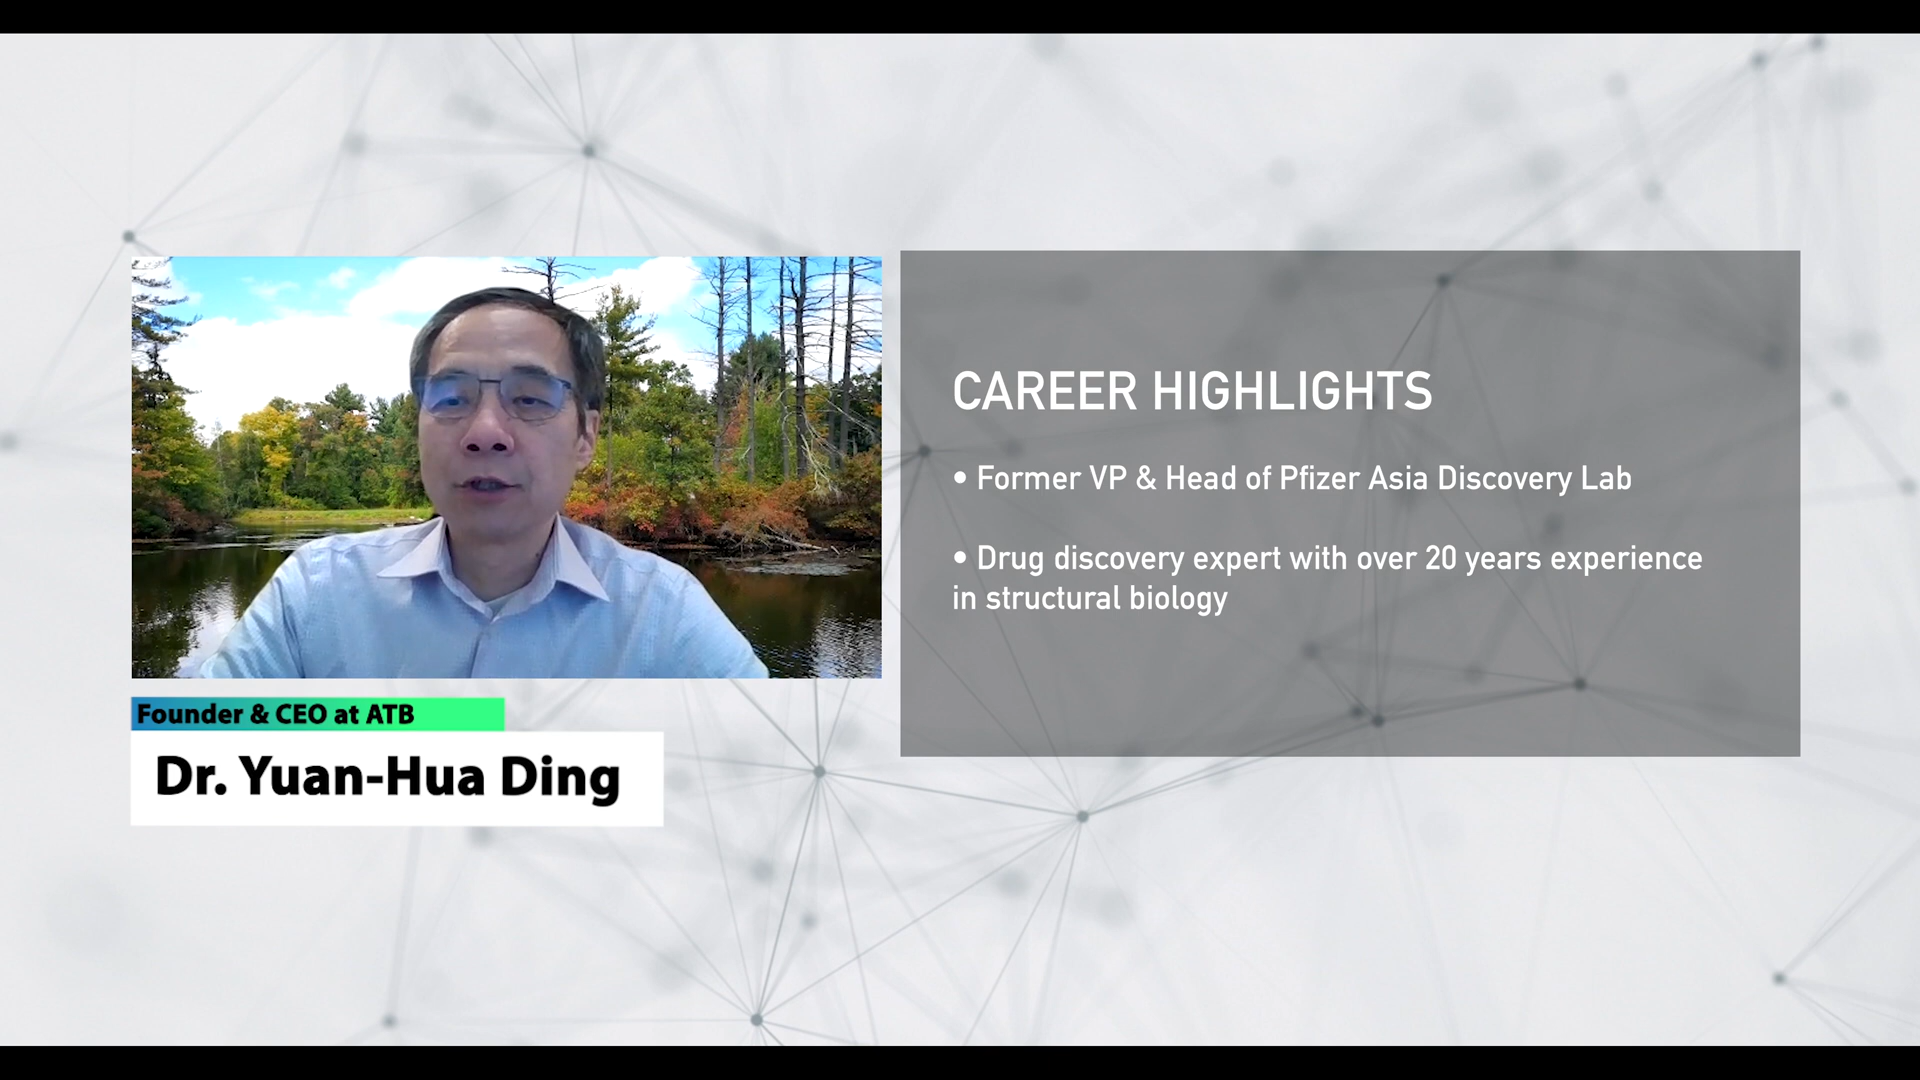 Founder & CEO at ATB
Dr. Yuan-Hua Ding
CAREER HIGHLIGHTS
• Former VP & Head of Pfizer Asia Discovery Lab
• Drug discovery expert with over 20 years experience
in structural biology